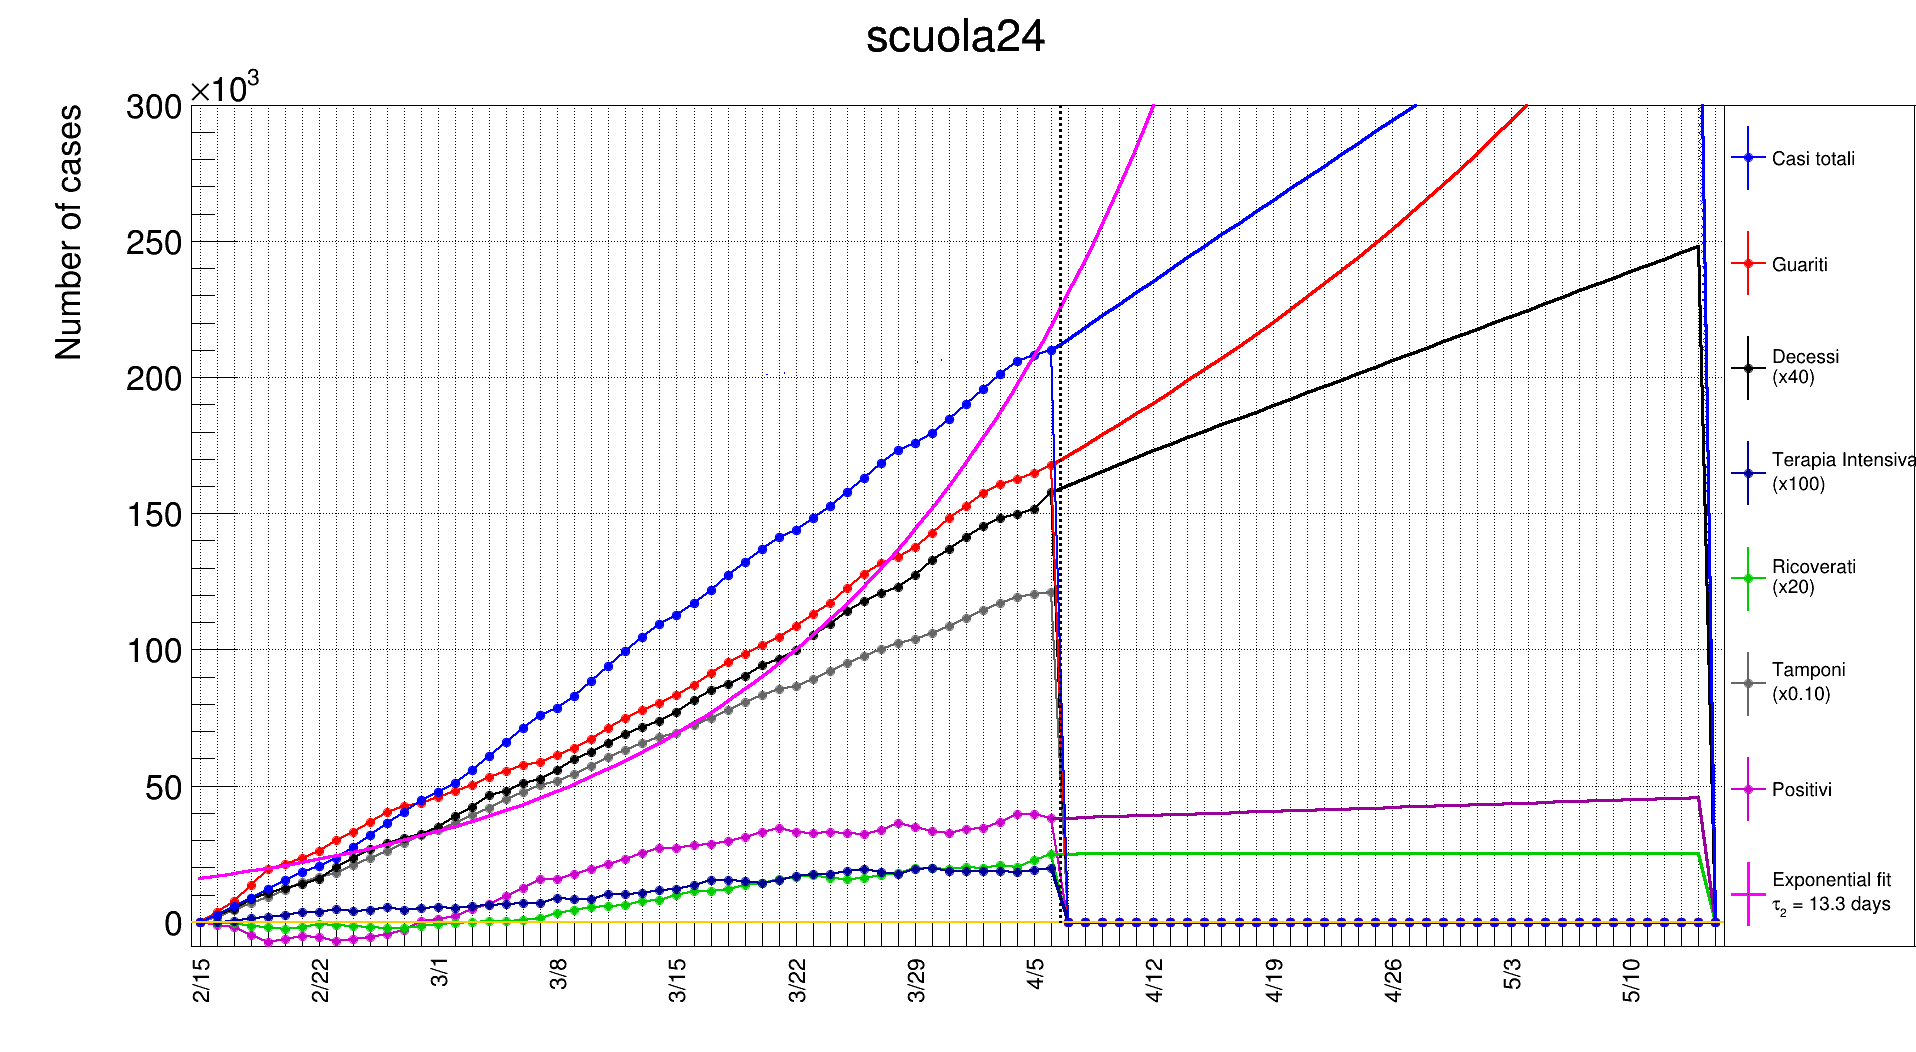 scuola24
×10³
Number of cases
300
250
200
150
100
50
0
2/15
2/22
3/1
3/8
3/15
3/22
3/29
4/5
4/12
4/19
4/26
5/3
5/10
Casi totali
Guariti
Decessi
(x40)
Terapia Intensiva
(x100)
Ricoverati
(x20)
Tamponi
(x0.10)
Positivi
Exponential fit
τ₂ = 13.3 days